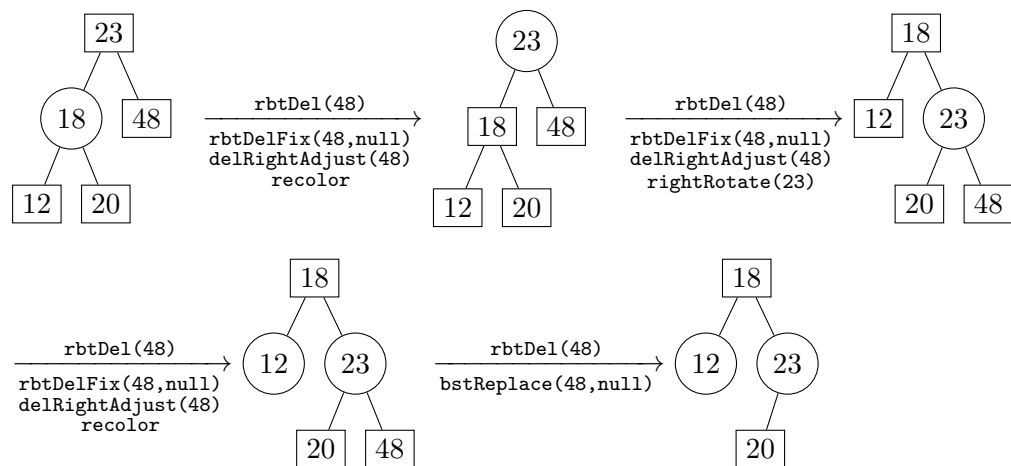 23
18 48
12 20
rbtDel(48)
rbtDelFix(48,null)
delRightAdjust(48)
recolor
23
18 48
12 20
rbtDel(48)
rbtDelFix(48,null)
delRightAdjust(48)
rightRotate(23)
18
12 23
20 48
rbtDel(48)
rbtDelFix(48,null)
delRightAdjust(48)
recolor
18
12 23
20 48
rbtDel(48)
bstReplace(48,null)
18
12 23
20